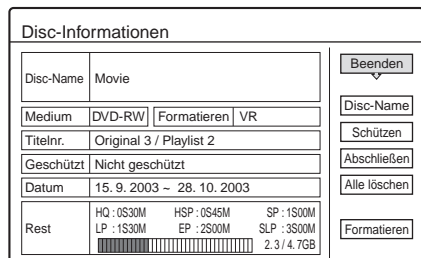 Disc-Informationen
Disc-Name Movie
Medium DVD-RW Formatieren VR
Titelnr. Original 3 / Playlist 2
Geschützt Nicht geschützt
Datum 15. 9. 2003 ~ 28. 10. 2003
Rest
HQ : 0S30M HSP : 0S45M SP : 1S00M
LP : 1S30M EP : 2S00M SLP : 3S00M
2. 3 / 4. 7GB
Beenden
Disc-Name
Schützen
Abschließen
Alle löschen
Formatieren